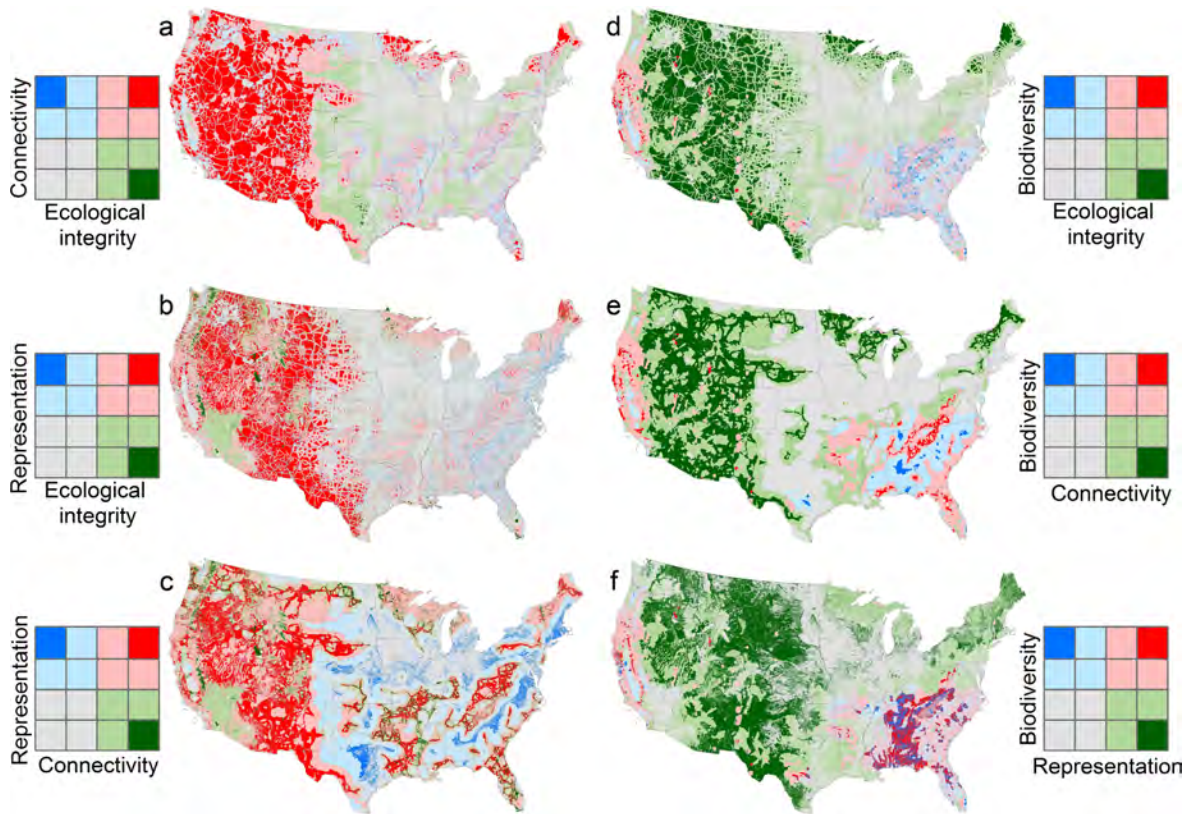 a
Connectivity
Ecological
integrity
b
Representation
Ecological
integrity
c
Representation
Connectivity
d
Biodiversity
Ecological
integrity
e
Biodiversity
Connectivity
f
Biodiversity
Representation